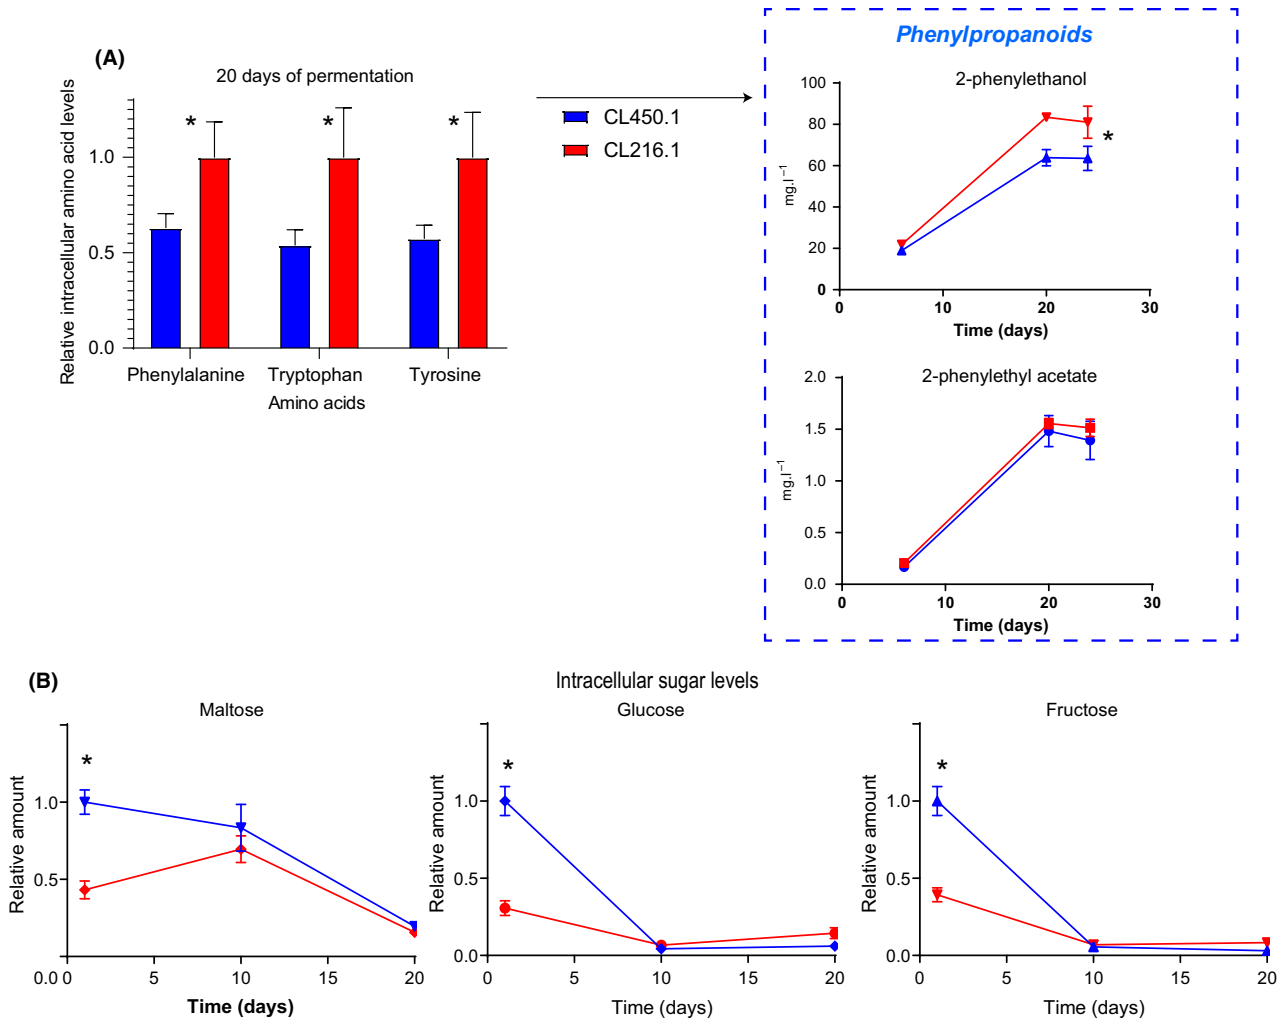 (A)
20 days of permentation
Relative intracellular amino acid levels
1.0
0.5
0.0
* * *
Phenylalanine Tryptophan Tyrosine
Amino acids
CL450.1
CL216.1
Phenylpropanoids
2-phenylethanol
mg.l⁻¹
100
80
60
40
20
0
*
0 10 20 30
Time (days)
2-phenylethyl acetate
mg.l⁻¹
2.0
1.5
1.0
0.5
0.0
0 10 20 30
Time (days)
(B)
Intracellular sugar levels
Maltose
Relative amount
*
1.0
0.5
0.0
0 5 10 15 20
Time (days)
Glucose
Relative amount
*
1.0
0.5
0.0
0 5 10 15 20
Time (days)
Fructose
Relative amount
*
1.0
0.5
0.0
0 5 10 15 20
Time (days)